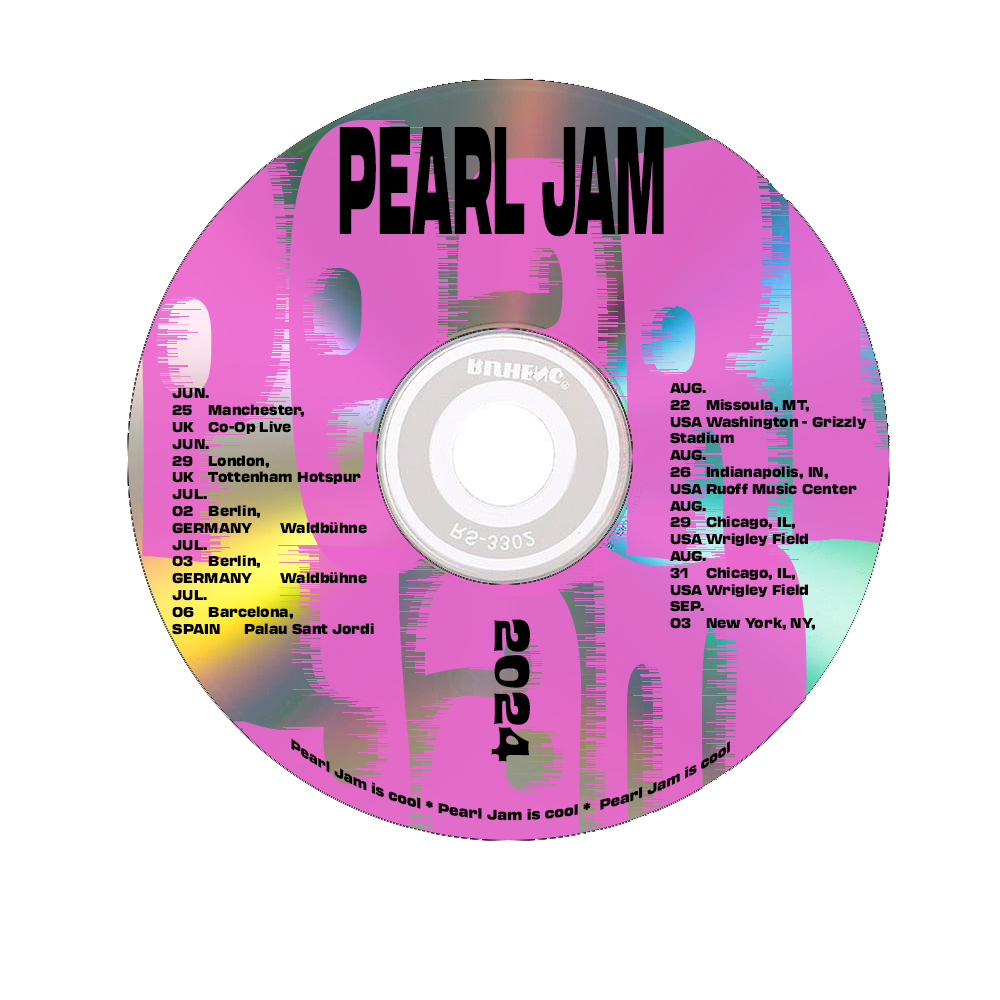 PEARL JAM
JUN.
25 Manchester,
UK Co-Op Live
JUN.
29 London,
UK Tottenham Hotspur
JUL.
02 Berlin,
GERMANY Waldbühne
JUL.
03 Berlin,
GERMANY Waldbühne
JUL.
06 Barcelona,
SPAIN Palau Sant Jordi
AUG.
22 Missoula, MT,
USA Washington - Grizzly
Stadium
AUG.
26 Indianapolis, IN,
USA Ruoff Music Center
AUG.
29 Chicago, IL,
USA Wrigley Field
AUG.
31 Chicago, IL,
USA Wrigley Field
SEP.
03 New York, NY,
RS-3302
2024
Pearl Jam is cool * Pearl Jam is cool * Pearl Jam is cool